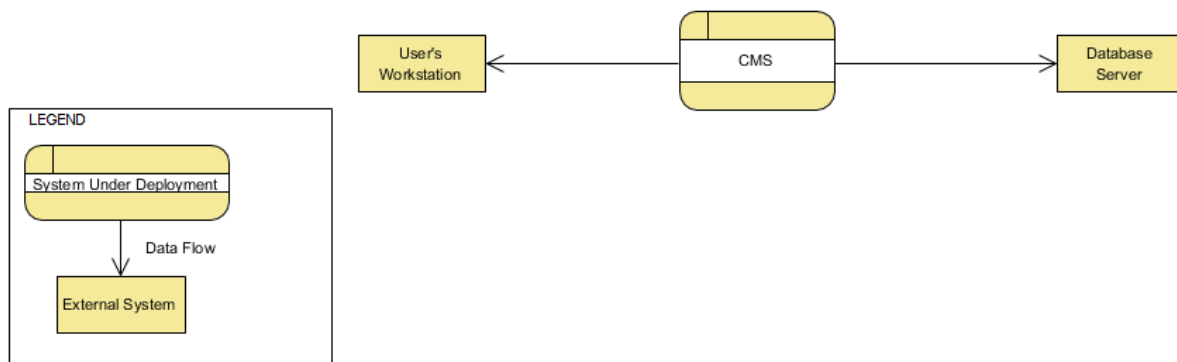 User's
Workstation
CMS
Database
Server
LEGEND
System Under Deployment
Data Flow
External System